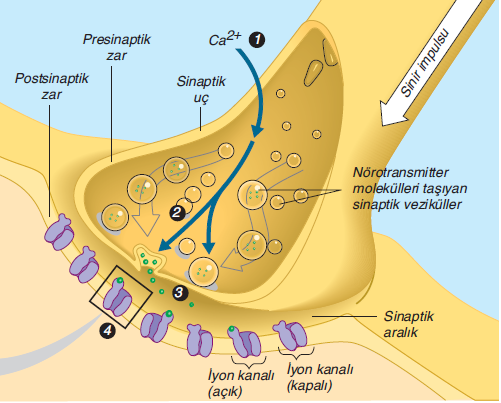 Ca2+ 1
Presinaptik
zar
Postsinaptik
zar
Sinaptik
uç
Sinir impulsu
Nörotransmitter
molekülleri taşıyan
sinaptik veziküller
2
3
4
Sinaptik
aralık
İyon kanalı
(açık)
İyon kanalı
(kapalı)